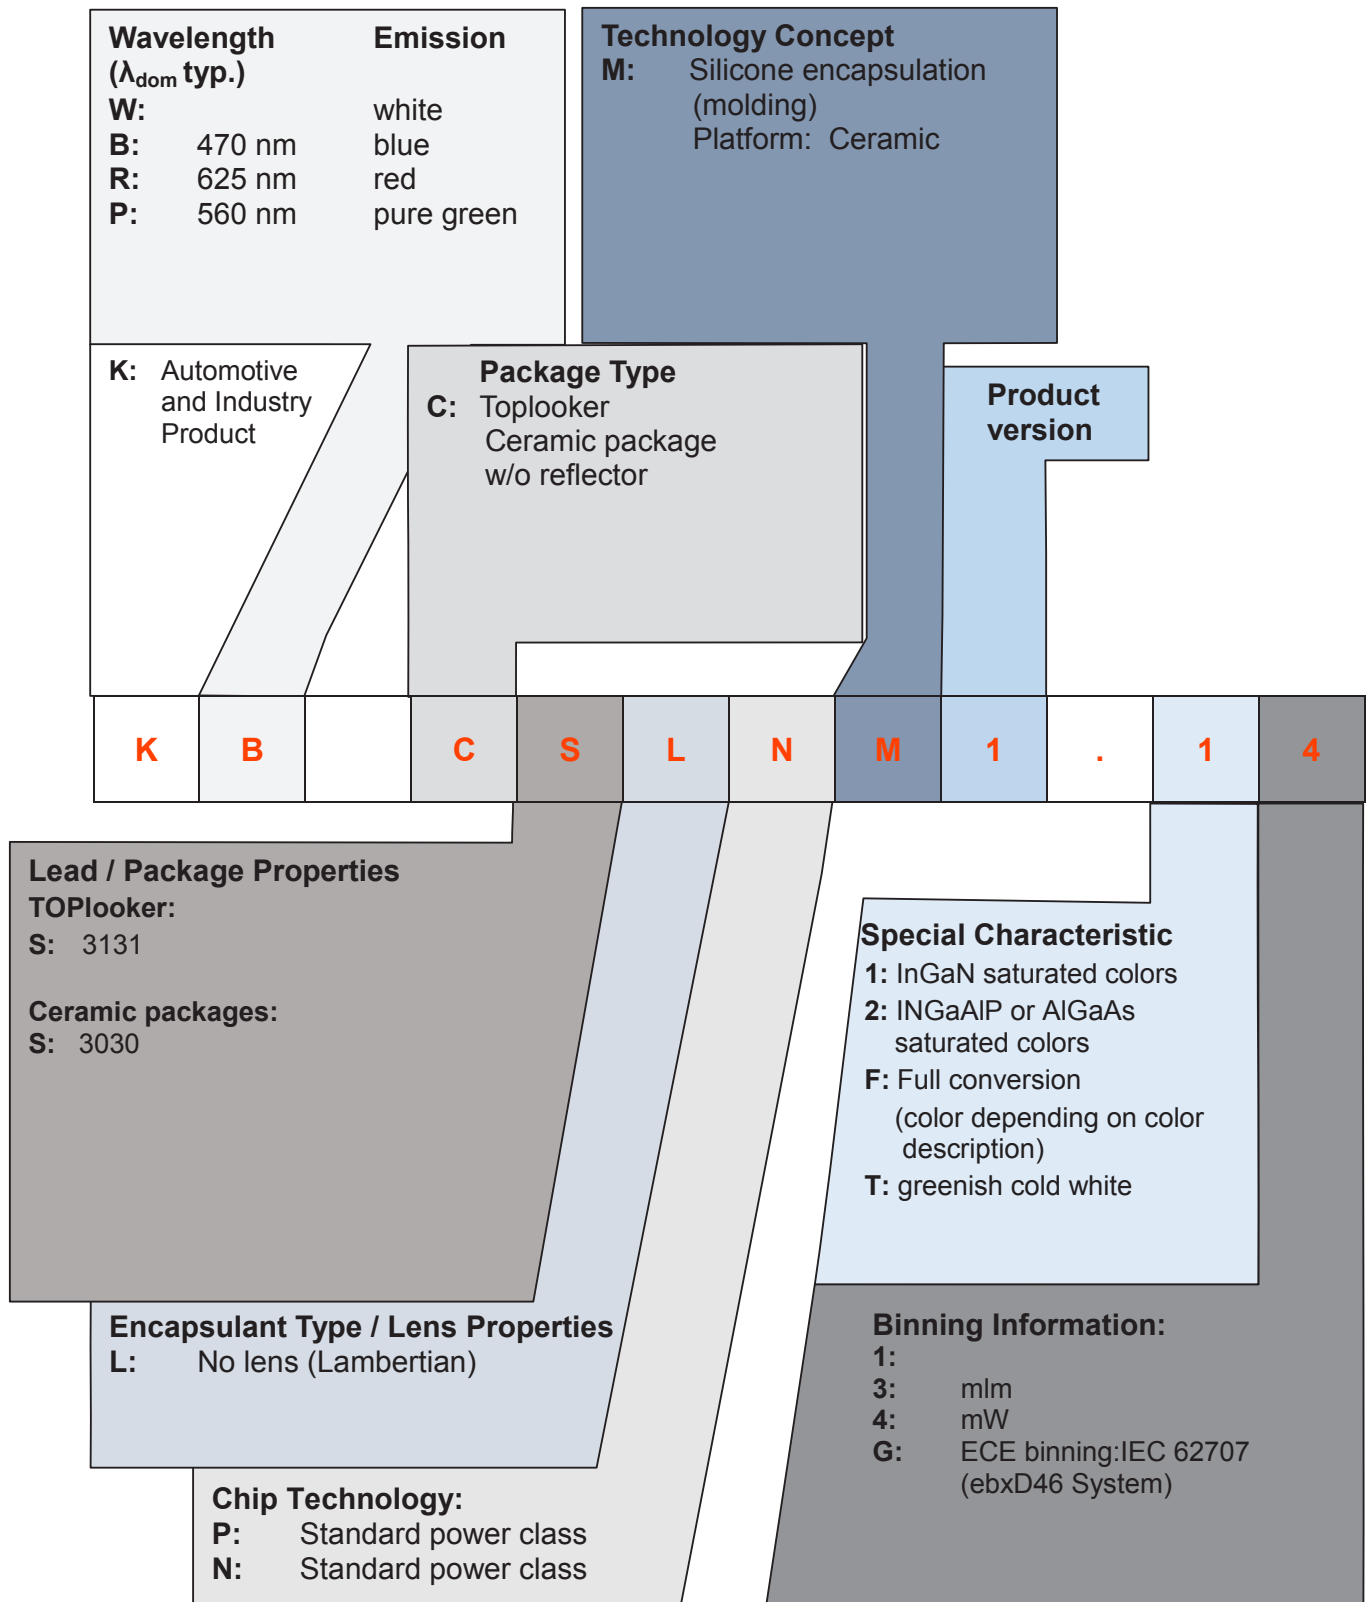 Wavelength Emission
(λdom typ.)
W: white
B: 470 nm blue
R: 625 nm red
P: 560 nm pure green
Technology Concept
M: Silicone encapsulation
(molding)
Platform: Ceramic
K: Automotive
and Industry
Product
Package Type
C: Toplooker
Ceramic package
w/o reflector
Product
version
K B C S L N M 1 . 1 4
Lead / Package Properties
TOPlooker:
S: 3131
Ceramic packages:
S: 3030
Special Characteristic
1: InGaN saturated colors
2: INGaAlP or AlGaAs
saturated colors
F: Full conversion
(color depending on color
description)
T: greenish cold white
Encapsulant Type / Lens Properties
L: No lens (Lambertian)
Binning Information:
1:
3: mlm
4: mW
G: ECE binning:IEC 62707
(ebxD46 System)
Chip Technology:
P: Standard power class
N: Standard power class